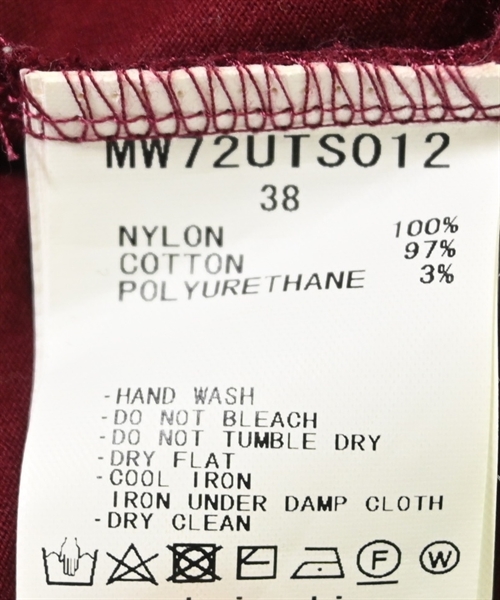 MW72UTS012
38
NYLON 100%
COTTON 97%
POLYURETHANE 3%
-HAND WASH
-DO NOT BLEACH
-DO NOT TUMBLE DRY
-DRY FLAT
-COOL IRON
IRON UNDER DAMP CLOTH
-DRY CLEAN
F W